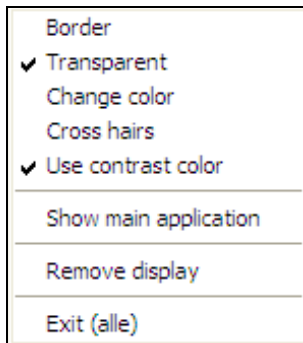 Border
Transparent
Change color
Cross hairs
Use contrast color
Show main application
Remove display
Exit (alle)